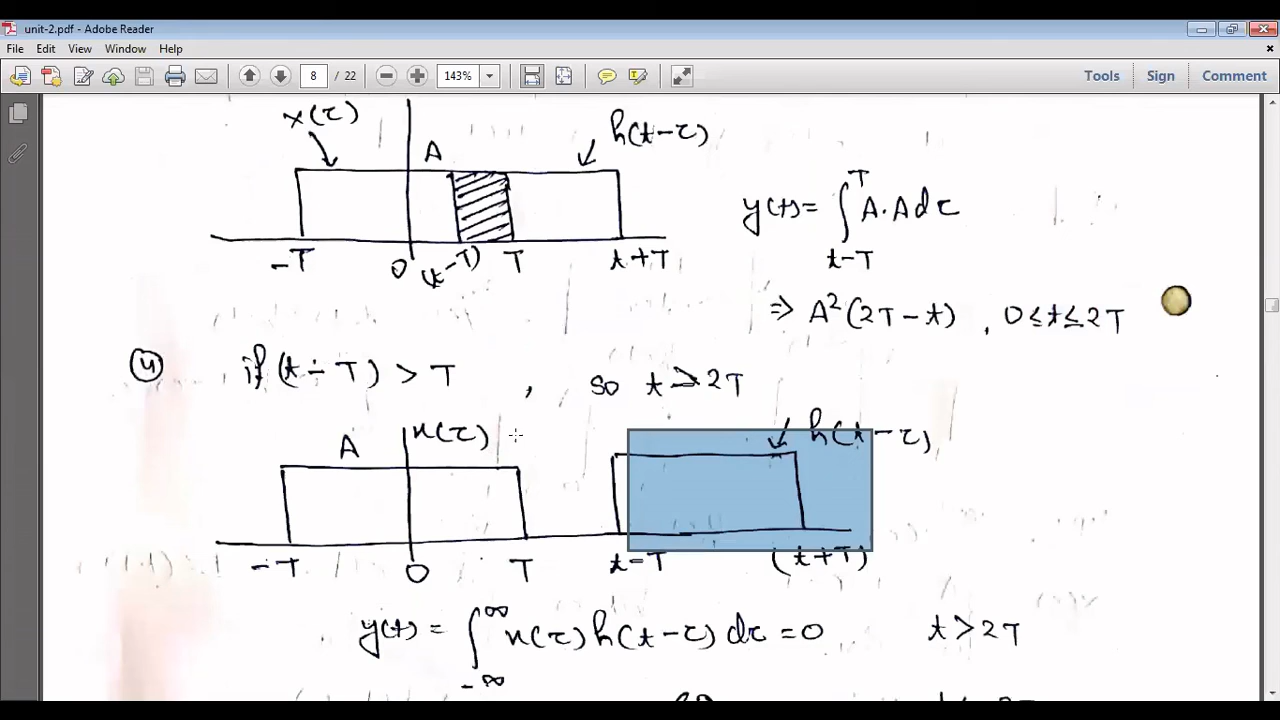 unit-2.pdf - Adobe Reader
File Edit View Window Help
8 / 22 143% Tools Sign Comment
x(τ) h(t-τ)
A
y(t)= ∫ t-T T A.A dτ
-T 0 (t-T) T t+T
⇒ A²(2T-t) , 0≤t≤2T
4 if (t-T) > T , so t > 2T
A x(τ) h(t-τ)
-T 0 T t-T (t+T)
y(t) = ∫ -∞ ∞ x(τ) h(t-τ) dτ = 0 t > 2T